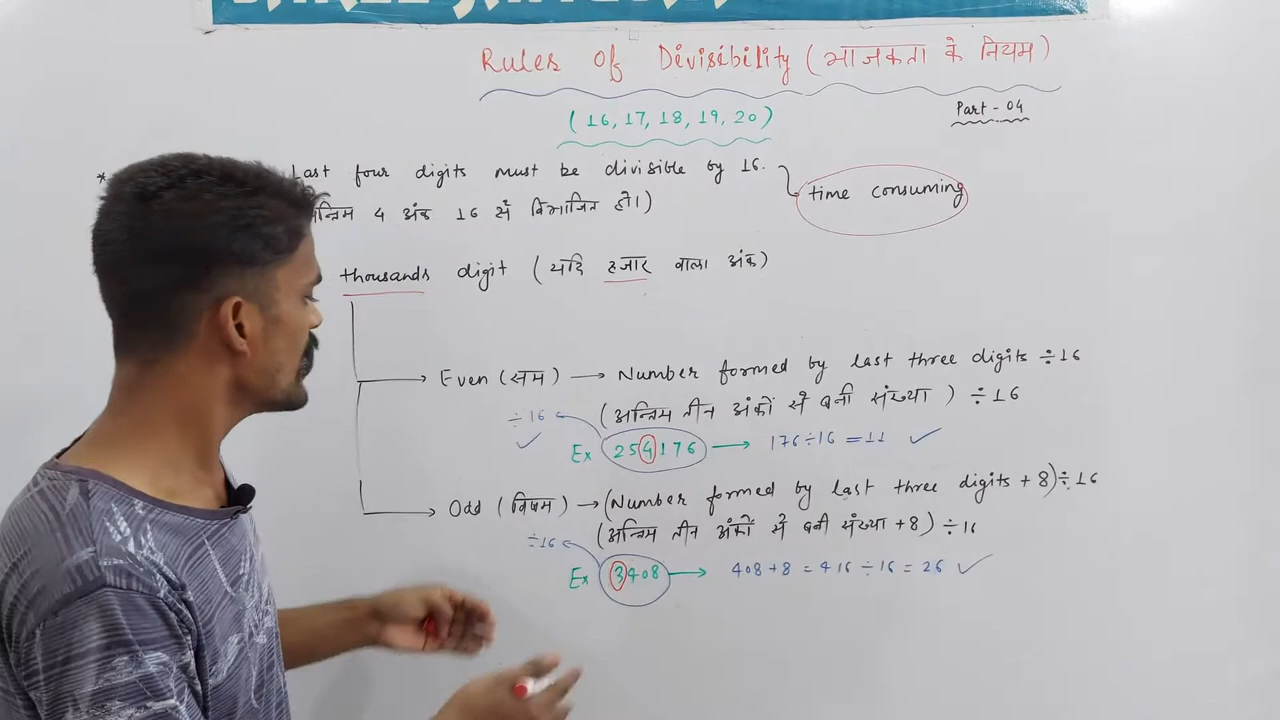 Rules Of Divisibility (भाजकता के नियम)
(16, 17, 18, 19, 20)
Part - 04
* Last four digits must be divisible by 16.
time consuming
4 अंक 16 से विभाजित हो।)
thousands digit (यदि हजार वाला अंक)
Even (सम) → Number formed by last three digits ÷16
(अन्तिम तीन अंकों से बनी संख्या) ÷16
÷16 ✓
Ex 254176 → 176÷16 = 11 ✓
Odd (विषम) → (Number formed by last three digits + 8) ÷16
(अन्तिम तीन अंकों से बनी संख्या +8) ÷16
÷16
Ex 3408 → 408+8 = 416 ÷16 = 26 ✓